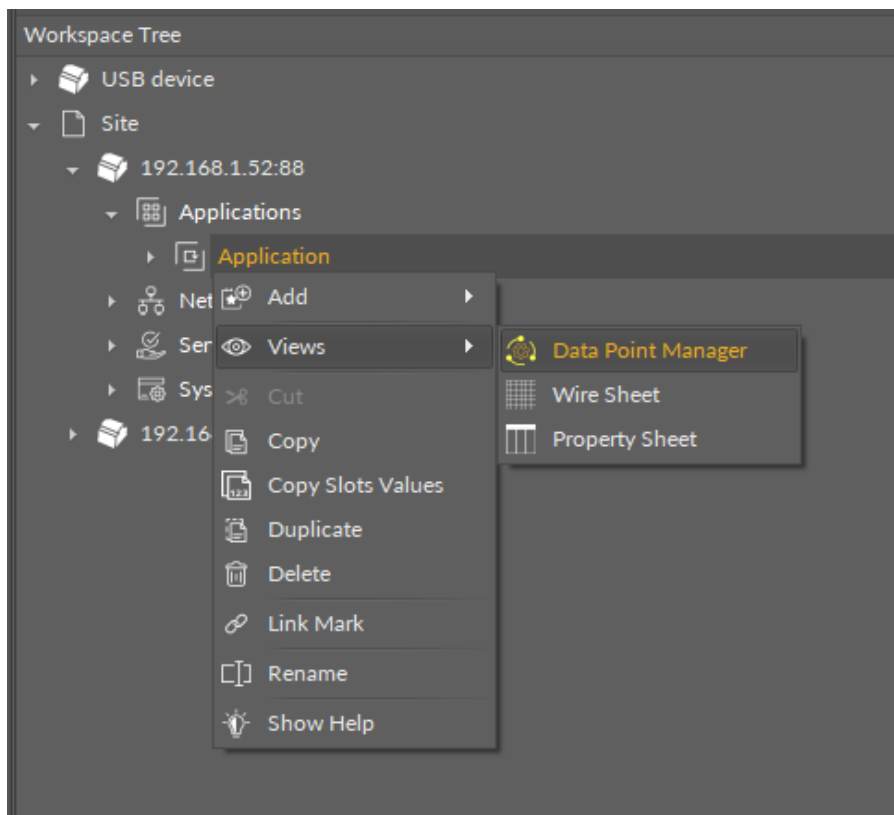 Workspace Tree
USB device
Site
192.168.1.52:88
Applications
Application
Net
Ser
Sys
192.16
Add
Views
Cut
Copy
Copy Slots Values
Duplicate
Delete
Link Mark
Rename
Show Help
Data Point Manager
Wire Sheet
Property Sheet